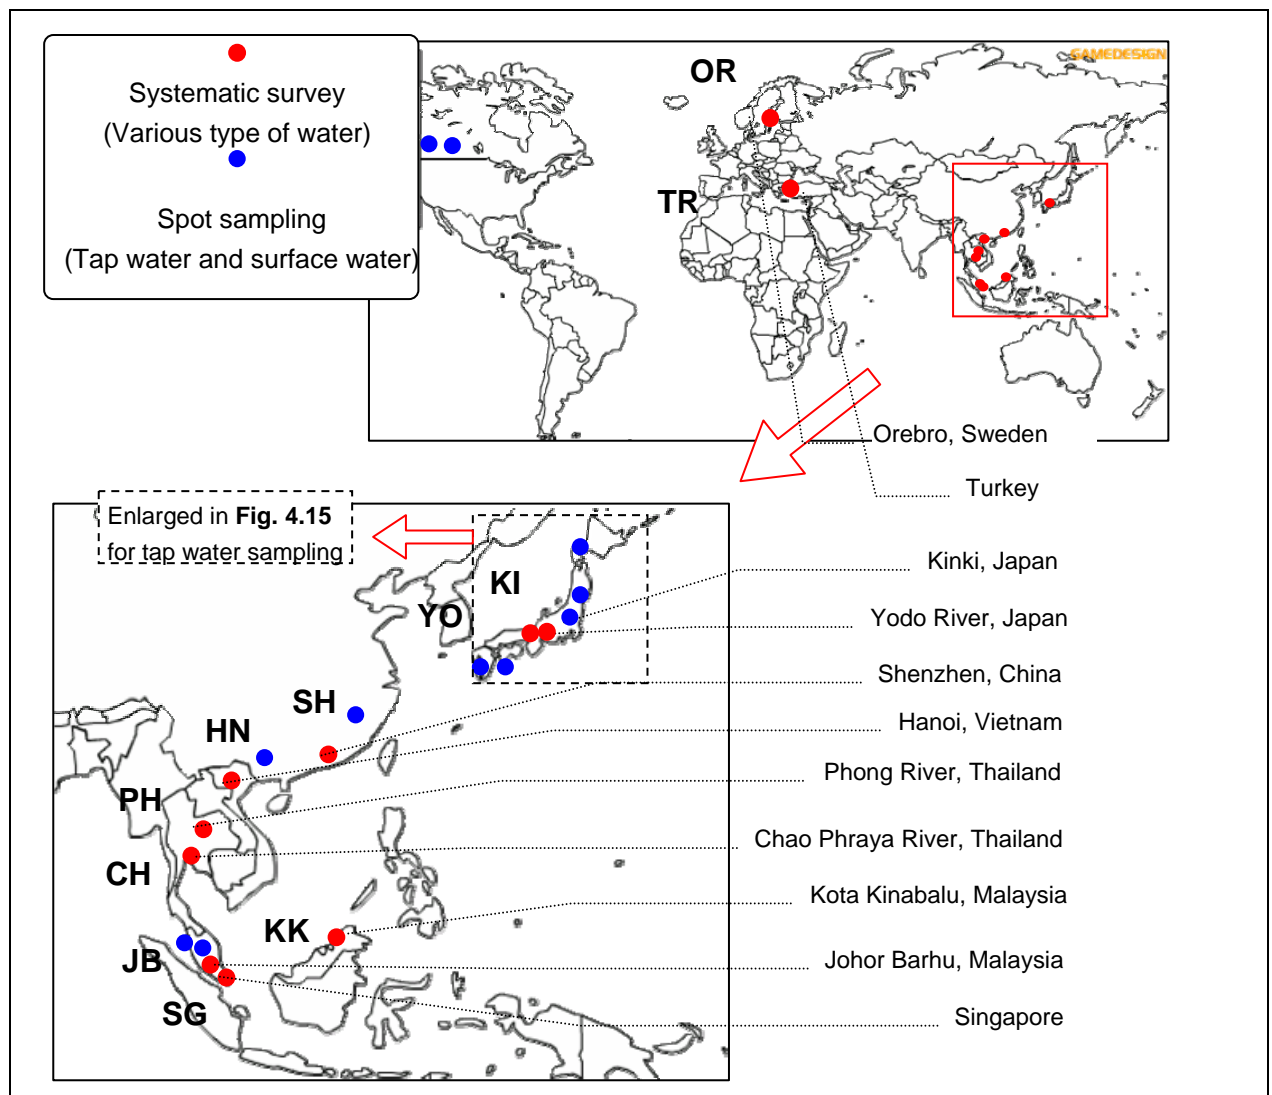 GAMEDESIGN
OR
Systematic survey
(Various type of water)
Spot sampling
(Tap water and surface water)
TR
Orebro, Sweden
Turkey
Enlarged in Fig. 4.15
for tap water sampling
KI
YO
Kinki, Japan
Yodo River, Japan
SH
Shenzhen, China
HN
Hanoi, Vietnam
PH
Phong River, Thailand
CH
Chao Phraya River, Thailand
KK
Kota Kinabalu, Malaysia
JB
Johor Barhu, Malaysia
SG
Singapore